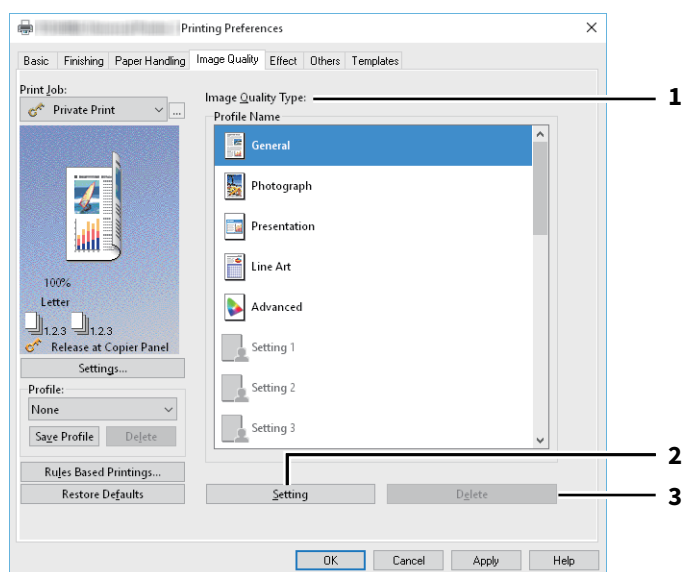 Printing Preferences
Basic Finishing Paper Handling Image Quality Effect Others Templates
Print Job:
Private Print
...
100%
Letter
1.2.3 1.2.3
Release at Copier Panel
Settings...
Profile:
None
Save Profile Delete
Rules Based Printings...
Restore Defaults
Image Quality Type:
Profile Name
General
Photograph
Presentation
Line Art
Advanced
Setting 1
Setting 2
Setting 3
Setting Delete
OK Cancel Apply Help
1
2
3